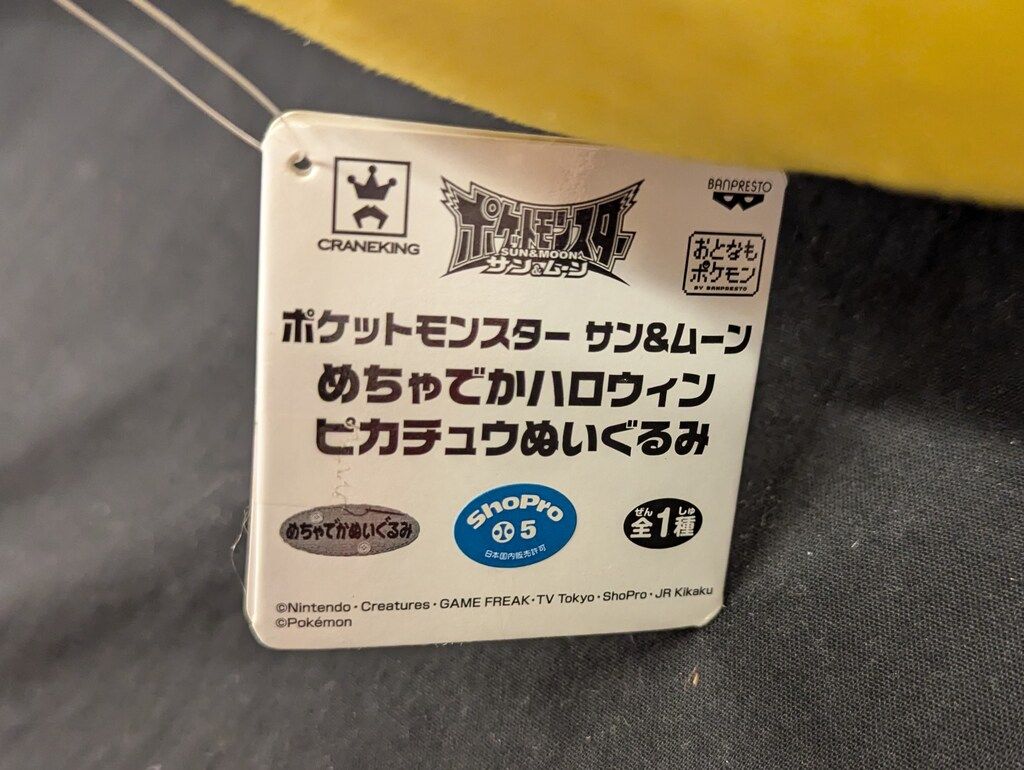 CRANEKING
ポケットモンスター
SUN&MOON
サン&ムーン
BANPRESTO
おとなも
ポケモン
BY BANPRESTO
ポケットモンスター サン&ムーン
めちゃでかハロウィン
ピカチュウぬいぐるみ
めちゃでかぬいぐるみ
ShoPro
小 5
日本国内販売許可
ぜん しゅ
全1種
©Nintendo・Creatures・GAME FREAK・TV Tokyo・ShoPro・JR Kikaku
©Pokémon